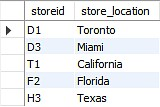 storeid store_location
D1 Toronto
D3 Miami
T1 California
F2 Florida
H3 Texas